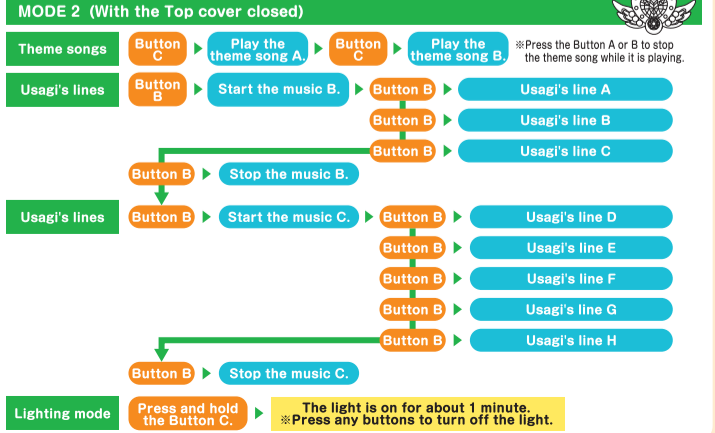 MODE 2 (With the Top cover closed)
Theme songs
Button C
Play the theme song A.
Button C
Play the theme song B.
※Press the Button A or B to stop
the theme song while it is playing.
Usagi's lines
Button B
Start the music B.
Button B
Usagi's line A
Button B
Usagi's line B
Button B
Usagi's line C
Button B
Stop the music B.
Usagi's lines
Button B
Start the music C.
Button B
Usagi's line D
Button B
Usagi's line E
Button B
Usagi's line F
Button B
Usagi's line G
Button B
Usagi's line H
Button B
Stop the music C.
Lighting mode
Press and hold
the Button C.
The light is on for about 1 minute.
※Press any buttons to turn off the light.